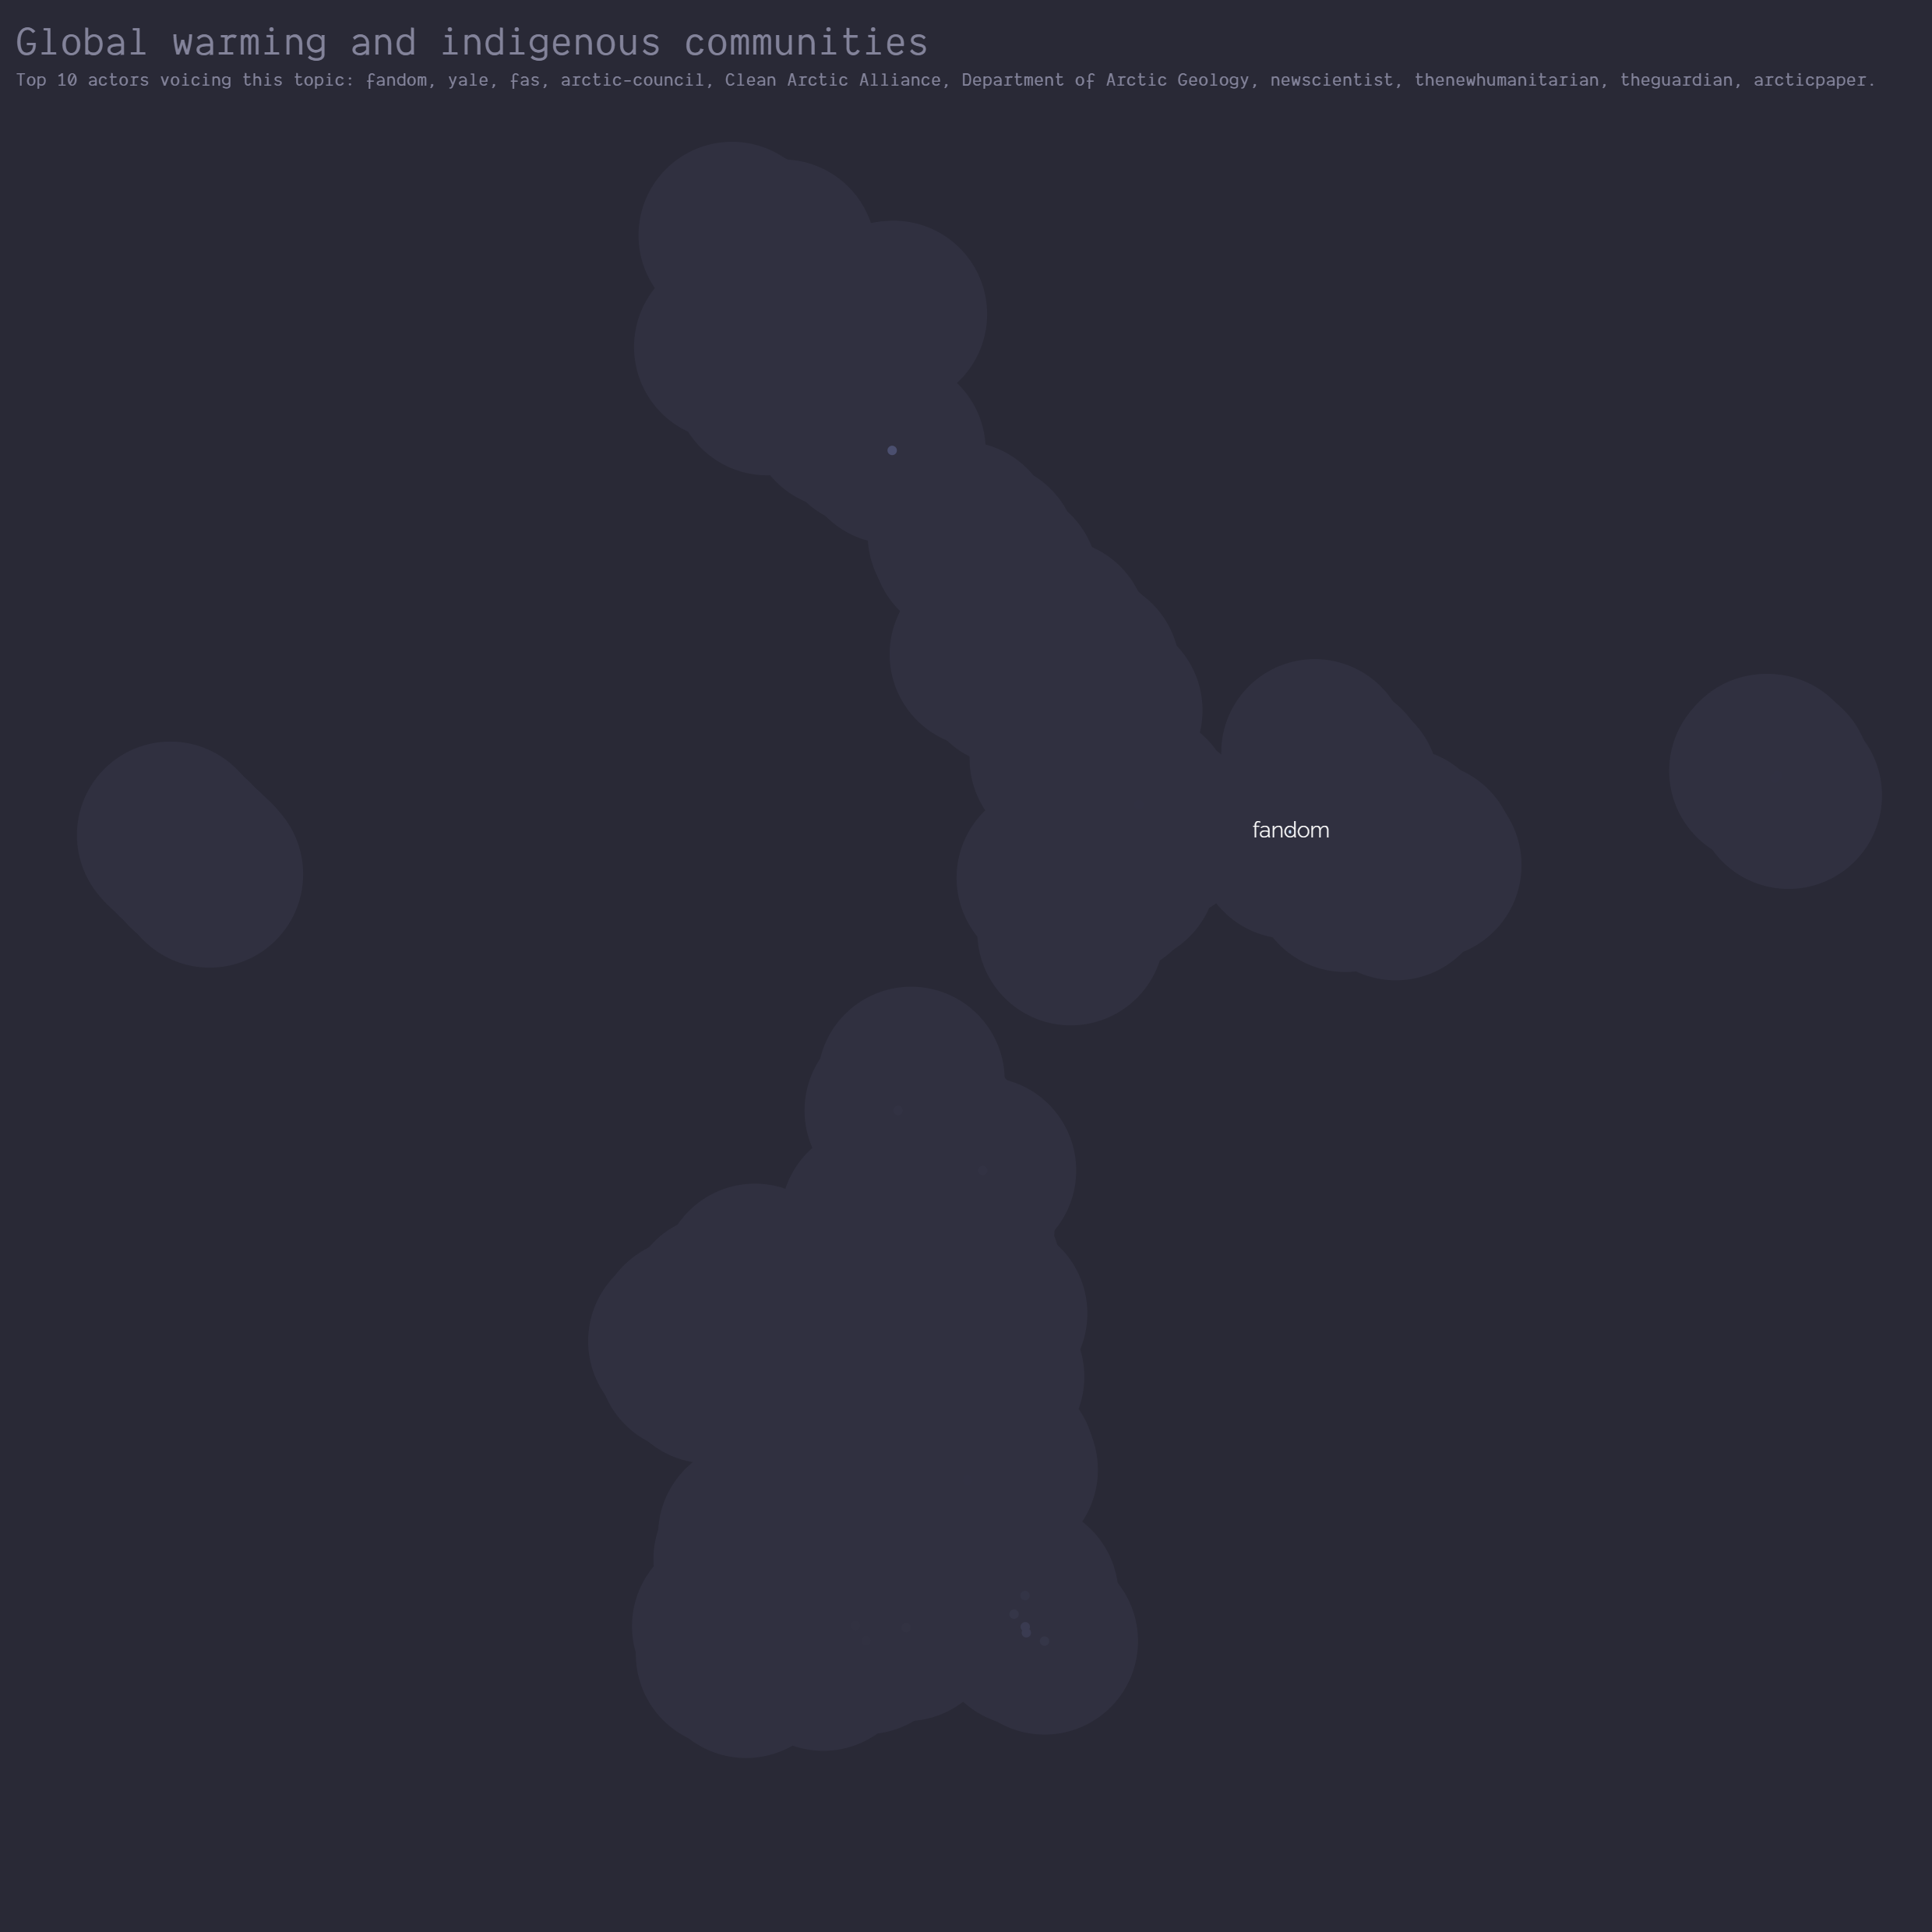 Global warming and indigenous communities
Top 10 actors voicing this topic: fandom, yale, fas, arctic-council, Clean Arctic Alliance, Department of Arctic Geology, newscientist, thenewhumanitarian, theguardian, arcticpaper.
fandom